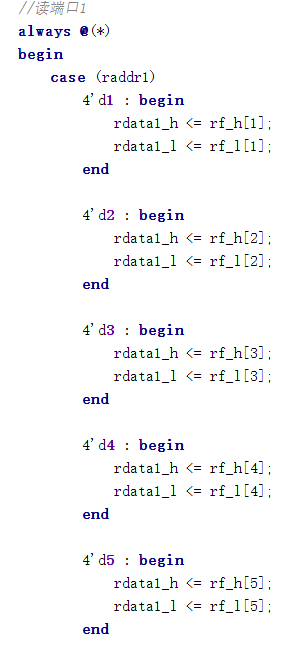 //读端口1
always @(*)
begin
case (raddr1)
4'd1 : begin
rdata1_h <= rf_h[1];
rdata1_l <= rf_l[1];
end
4'd2 : begin
rdata1_h <= rf_h[2];
rdata1_l <= rf_l[2];
end
4'd3 : begin
rdata1_h <= rf_h[3];
rdata1_l <= rf_l[3];
end
4'd4 : begin
rdata1_h <= rf_h[4];
rdata1_l <= rf_l[4];
end
4'd5 : begin
rdata1_h <= rf_h[5];
rdata1_l <= rf_l[5];
end